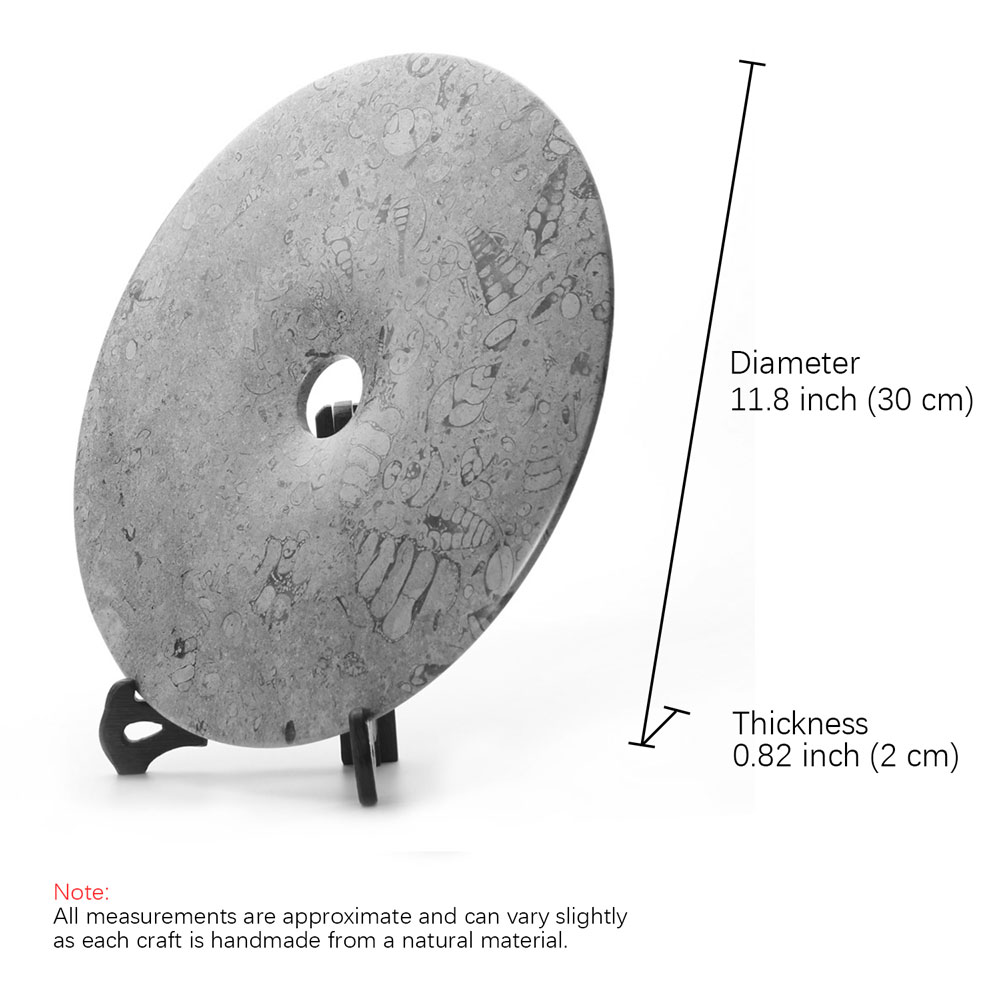 Diameter
11.8 inch (30 cm)
Thickness
0.82 inch (2 cm)
Note:
All measurements are approximate and can vary slightly
as each craft is handmade from a natural material.